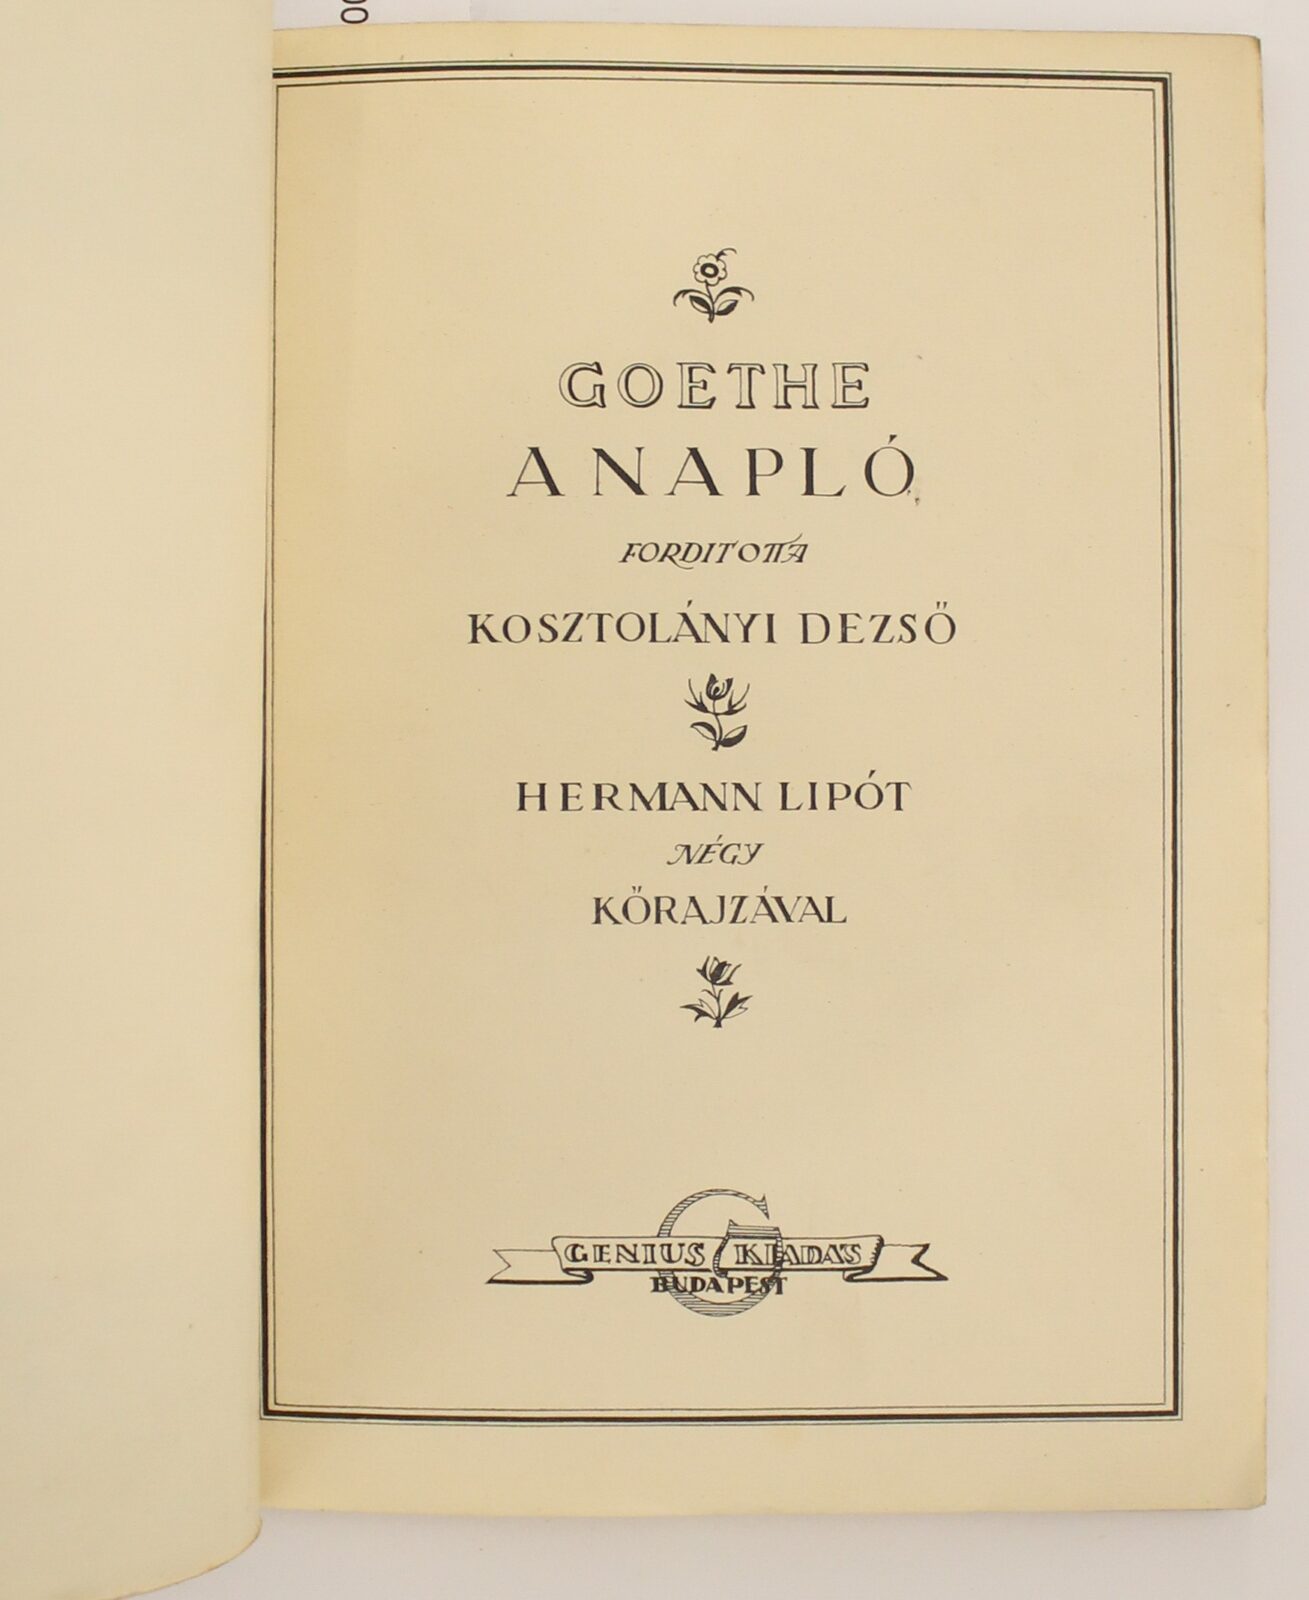 GOETHE
A NAPLÓ
FORDITOTTA
KOSZTOLÁNYI DEZSŐ
HERMANN LIPÓT
NÉGY
KŐRAJZÁVAL
GENIUS KIADÁS
BUDAPEST